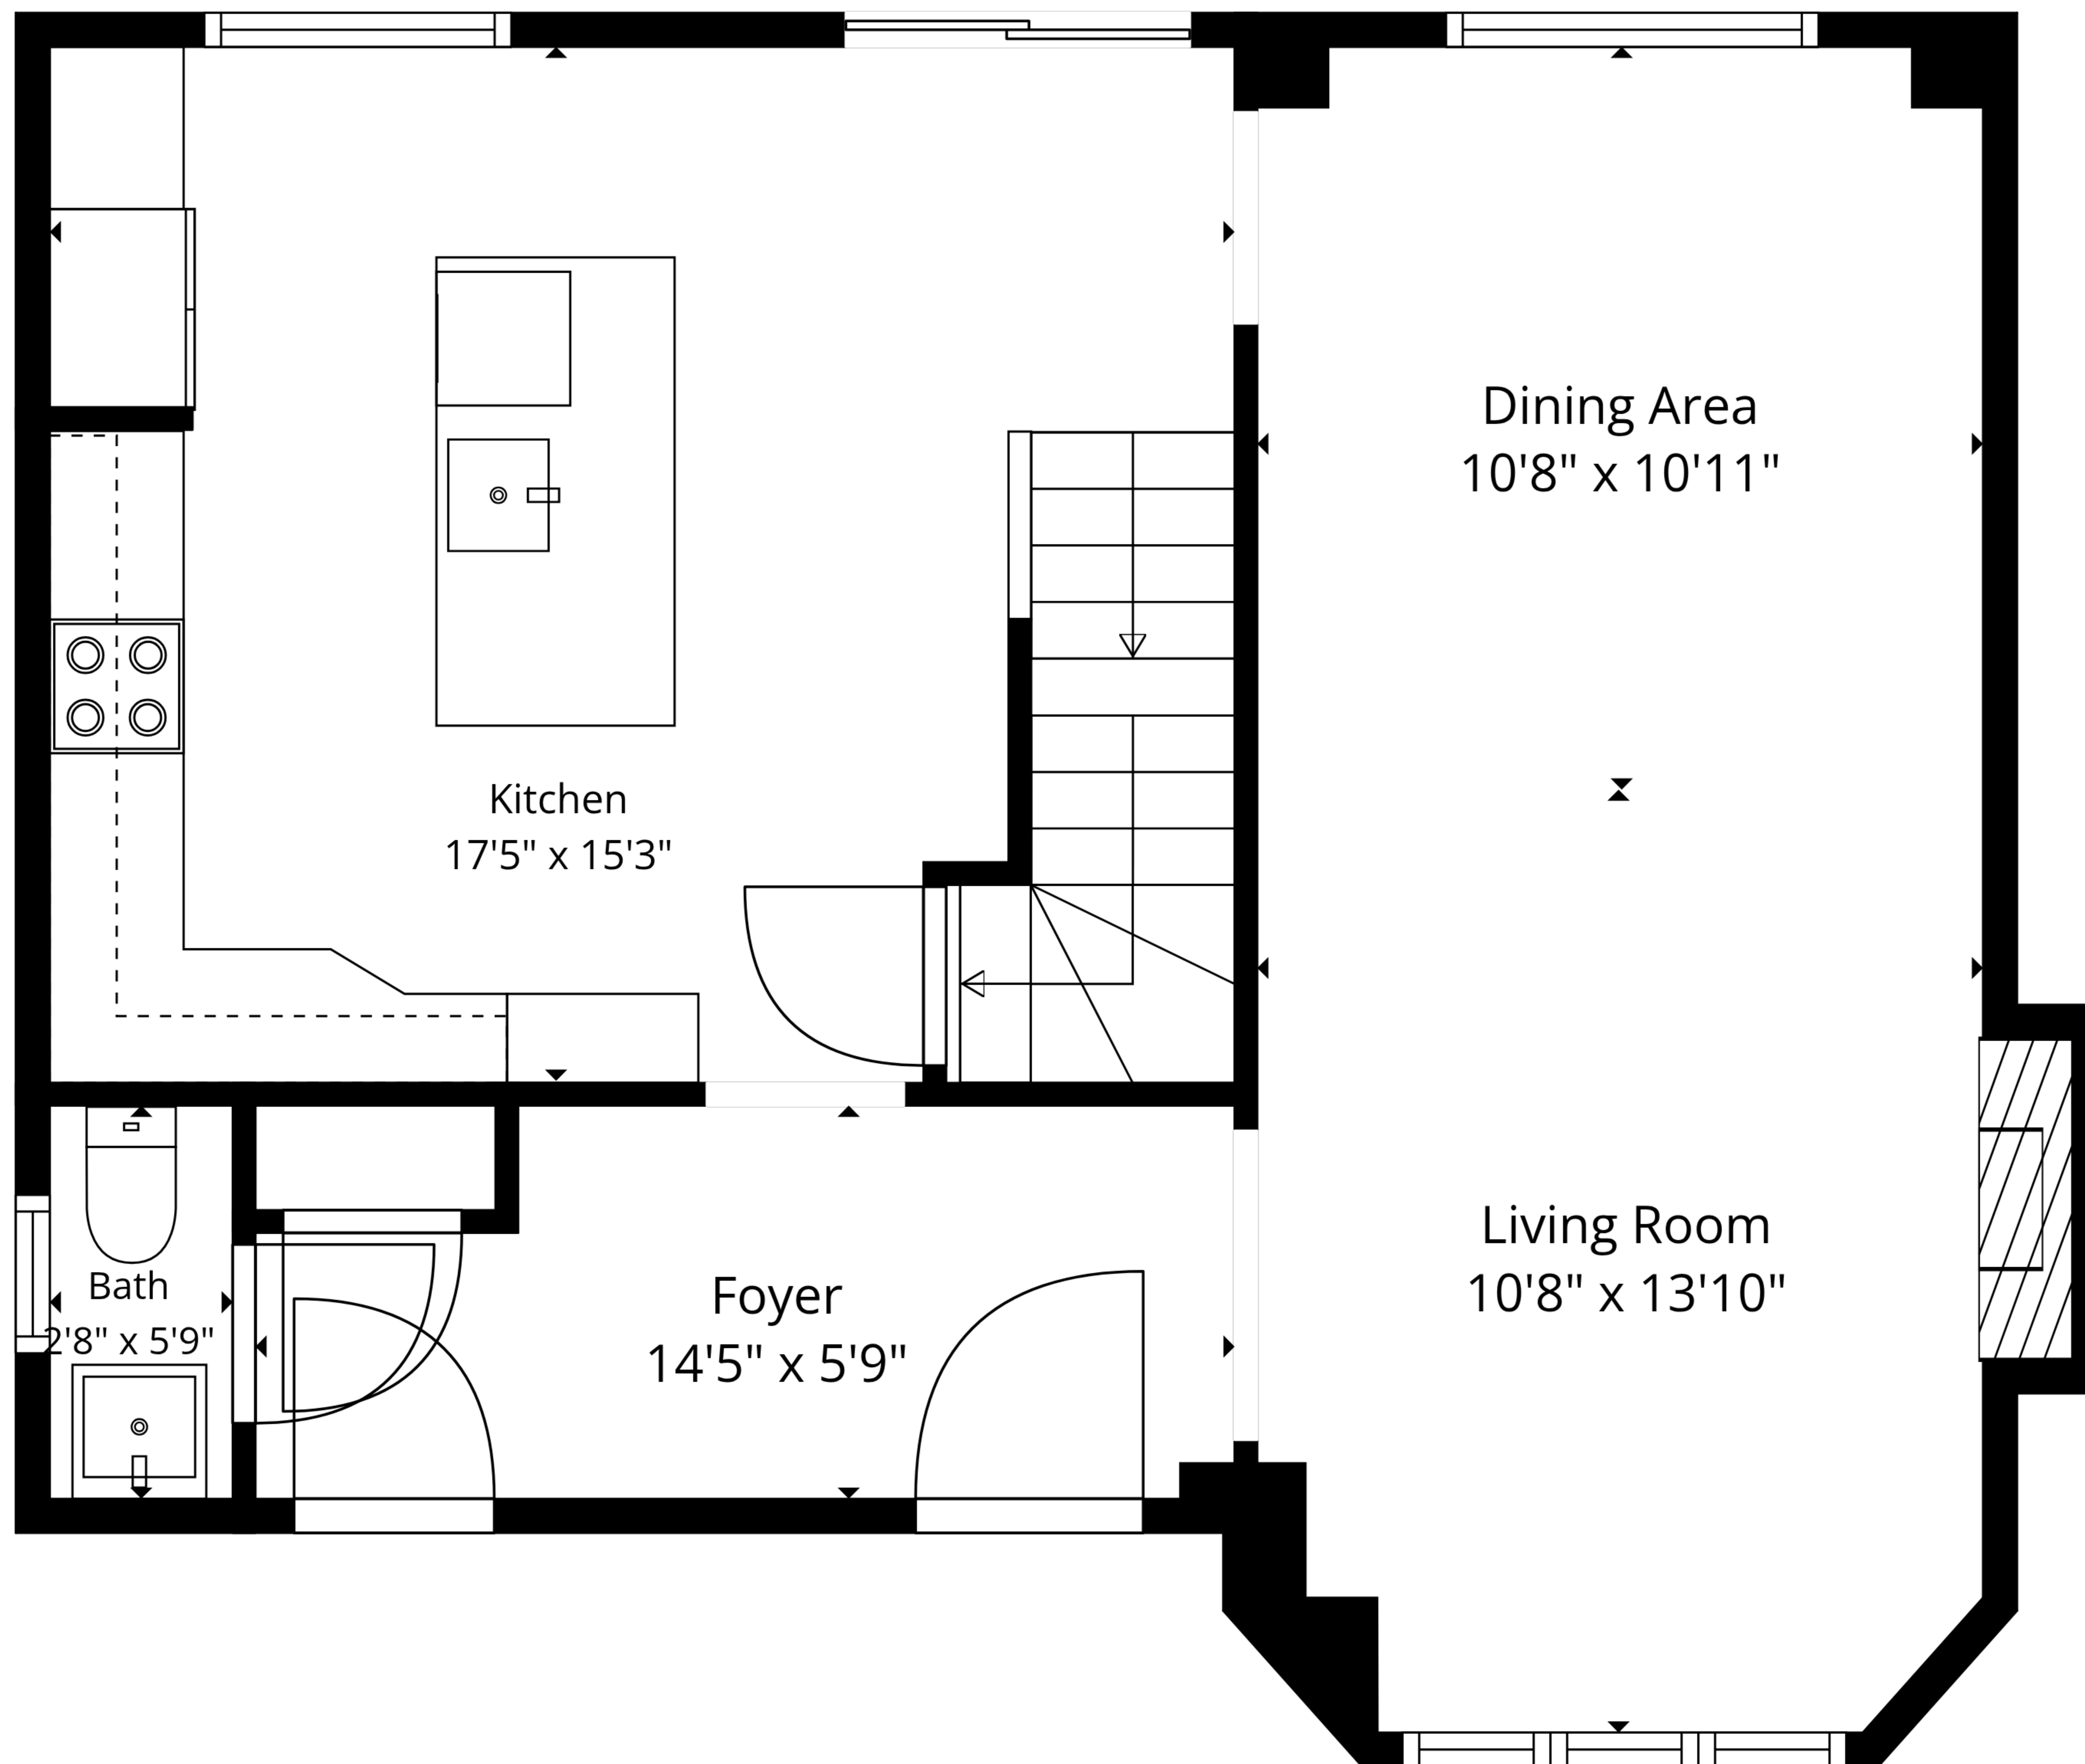 Dining Area
10'8" x 10'11"
Kitchen
17'5" x 15'3"
Living Room
10'8" x 13'10"
Bath
2'8" x 5'9"
Foyer
14'5" x 5'9"